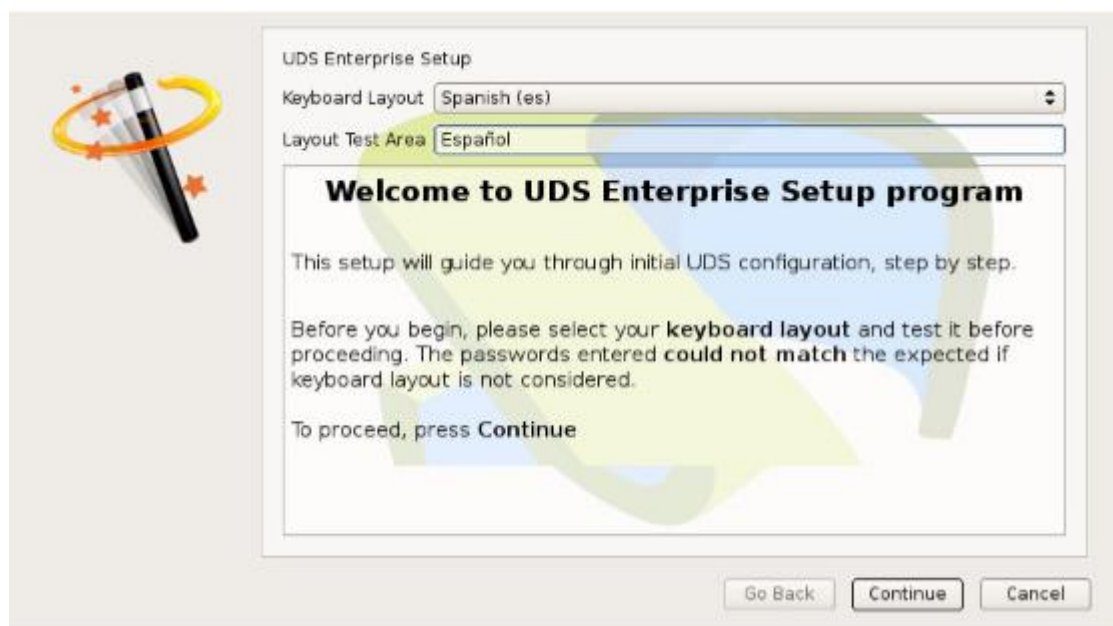 UDS Enterprise Setup
Keyboard Layout Spanish (es)
Layout Test Area Español
Welcome to UDS Enterprise Setup program
This setup will guide you through initial UDS configuration, step by step.
Before you begin, please select your keyboard layout and test it before
proceeding. The passwords entered could not match the expected if
keyboard layout is not considered.
To proceed, press Continue
Go Back Continue Cancel